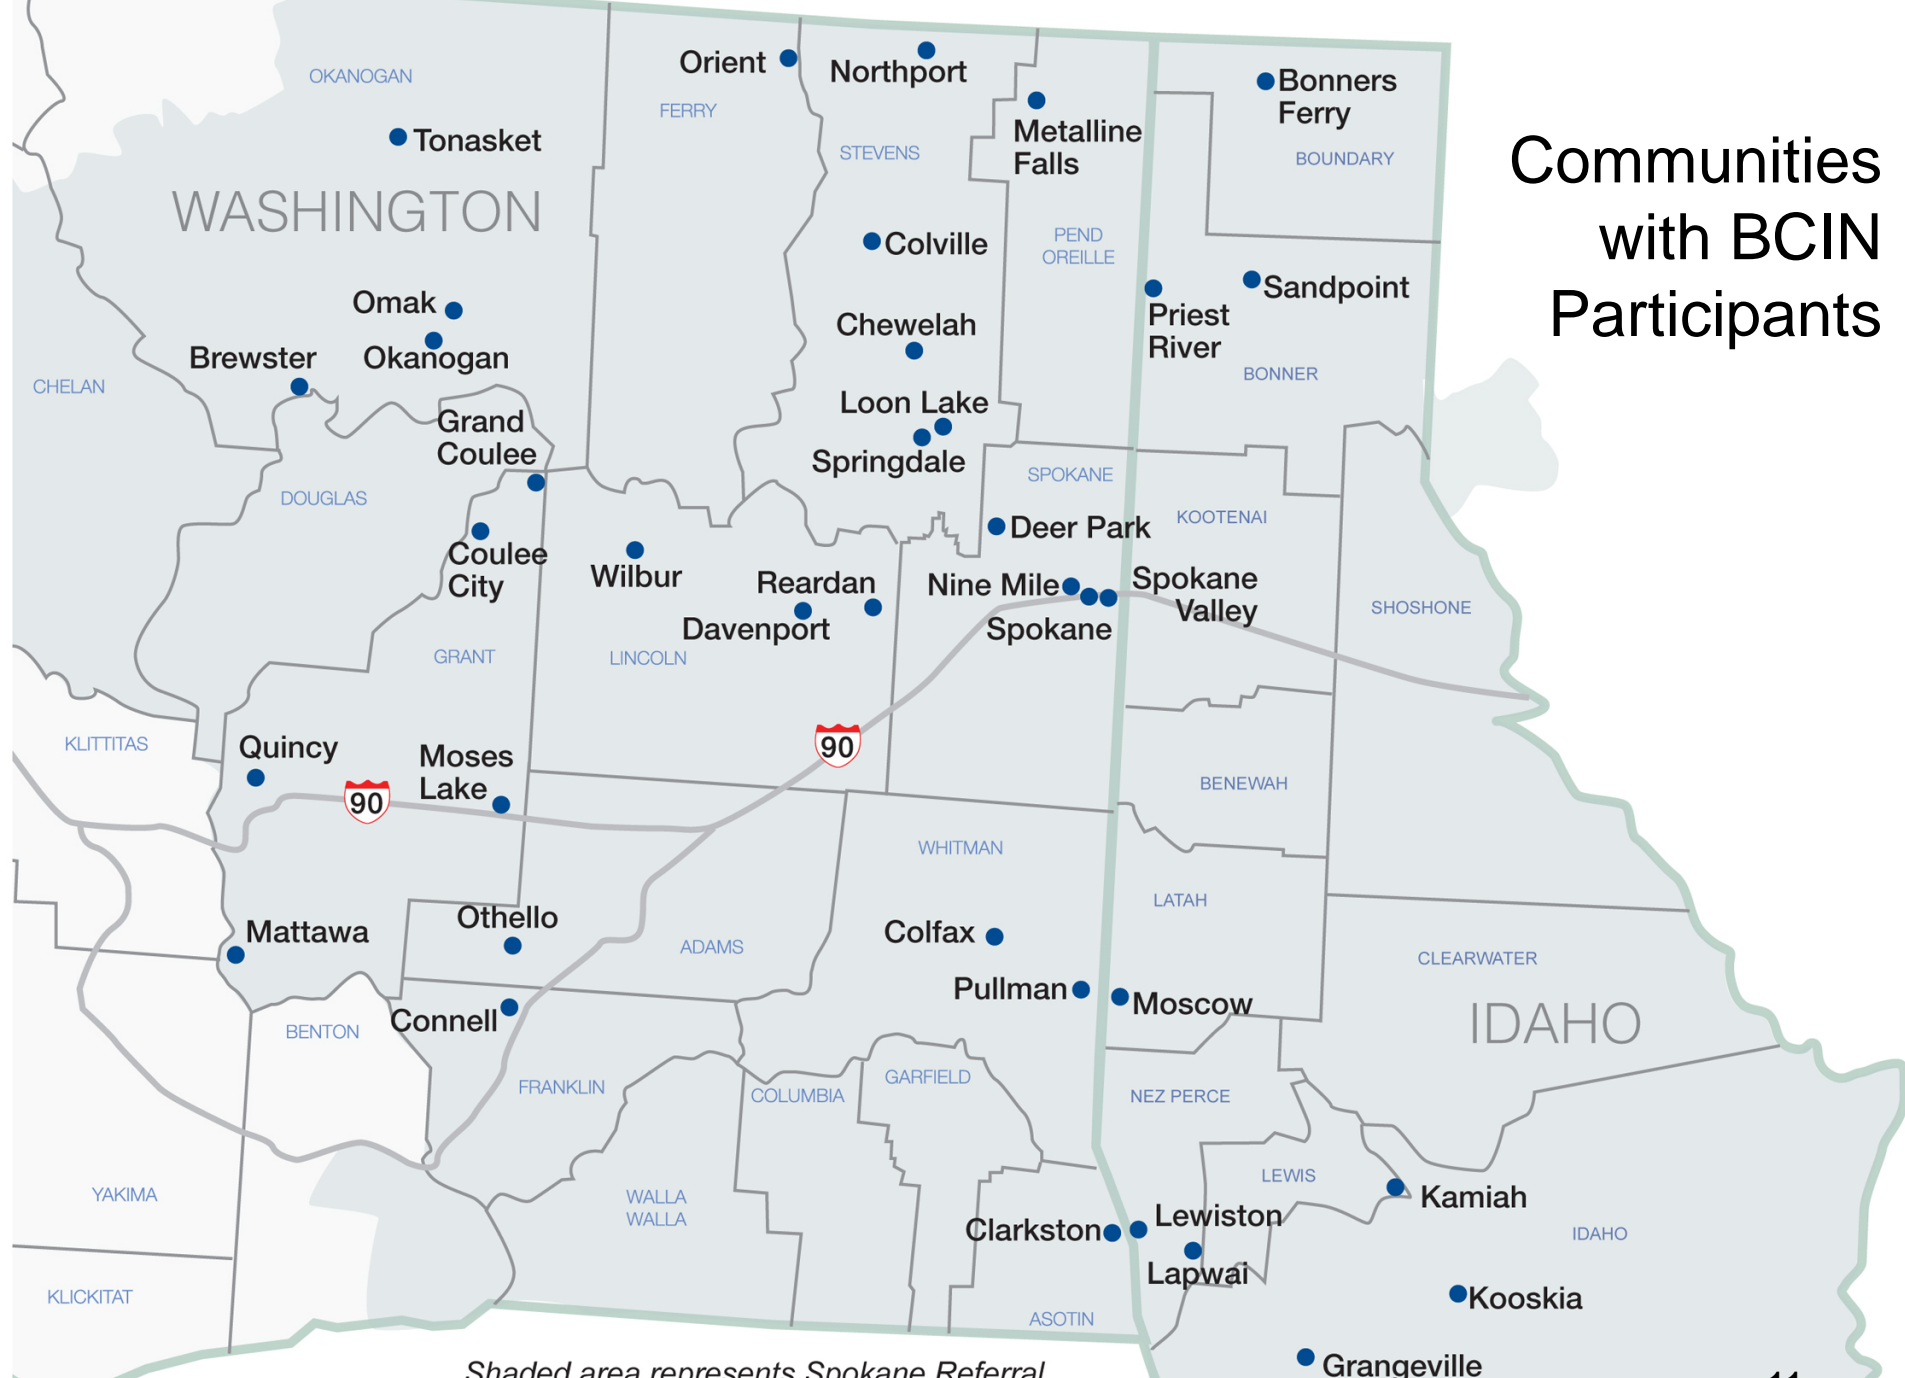 Communities
with BCIN
Participants
OKANOGAN
Orient
Northport
Bonners
Ferry
FERRY
Metalline
Falls
Tonasket
STEVENS
BOUNDARY
WASHINGTON
Colville
PEND
OREILLE
Omak
Sandpoint
Priest
River
Chewelah
Brewster
Okanogan
CHELAN
BONNER
Grand
Coulee
Loon Lake
Springdale
SPOKANE
DOUGLAS
KOOTENAI
Deer Park
Coulee
City
Wilbur
Reardan
Nine Mile
Spokane
Valley
SHOSHONE
Davenport
Spokane
GRANT
LINCOLN
KLITTITAS
Quincy
Moses
Lake
90
90
BENEWAH
WHITMAN
LATAH
Mattawa
Othello
Colfax
ADAMS
CLEARWATER
Pullman
Moscow
IDAHO
Connell
BENTON
FRANKLIN
COLUMBIA
GARFIELD
NEZ PERCE
YAKIMA
WALLA
WALLA
LEWIS
Kamiah
Clarkston
Lewiston
IDAHO
Lapwai
KLICKITAT
Kooskia
ASOTIN
Grangeville
Shaded area represents Spokane Referral
11